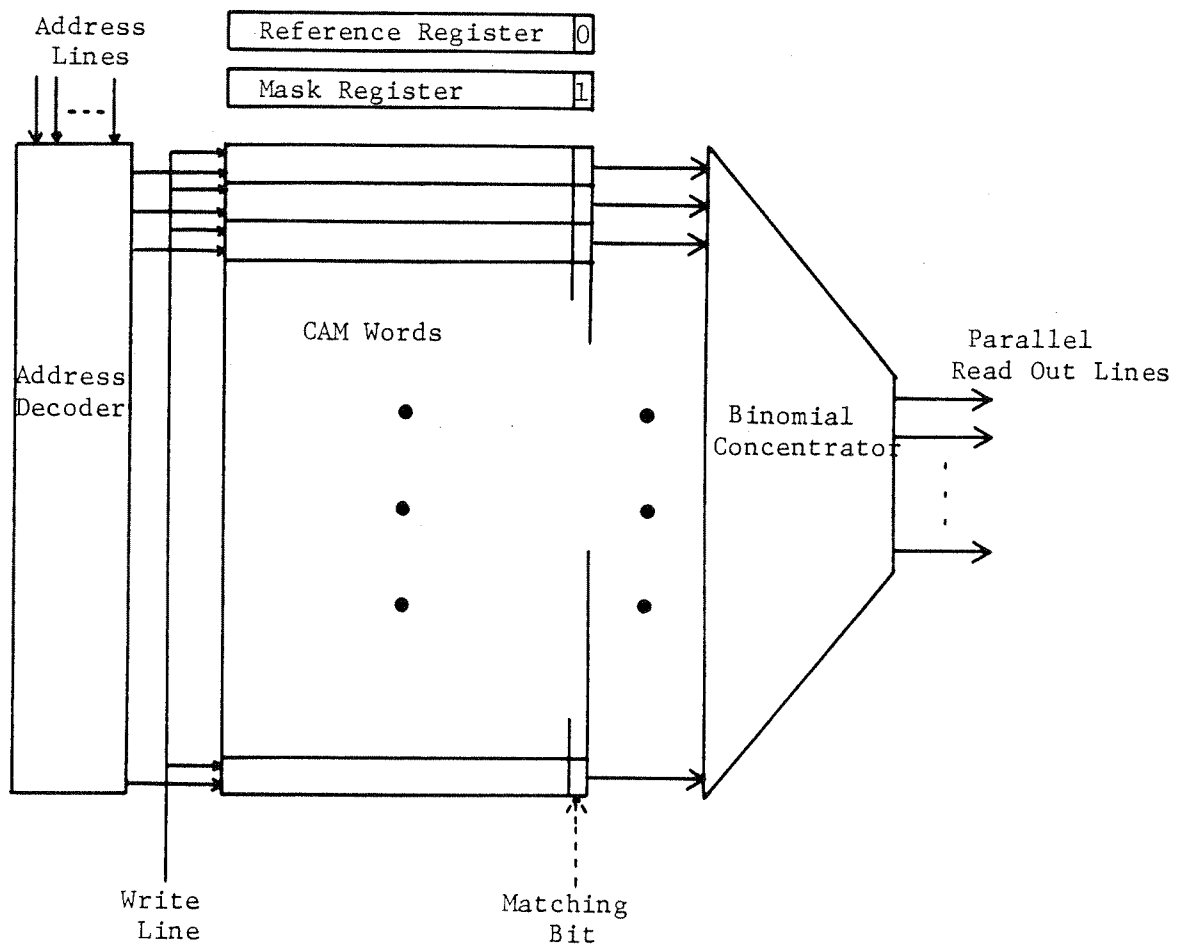 Address
Lines
Reference Register 0
Mask Register 1
CAM Words
Address
Decoder
Binomial
Concentrator
Parallel
Read Out Lines
Write
Line
Matching
Bit